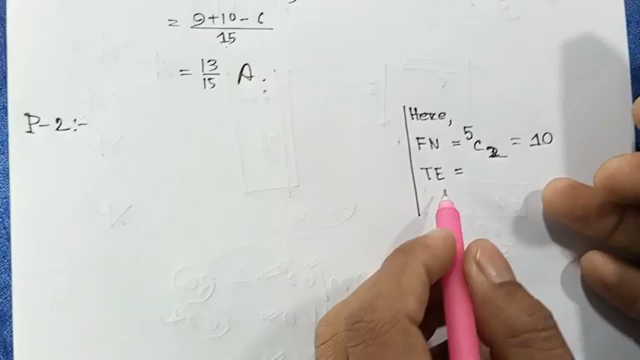 = 9+10-6/15
= 13/15 A:
P-2:-
Here,
FN = ⁵C₂ = 10
TE =